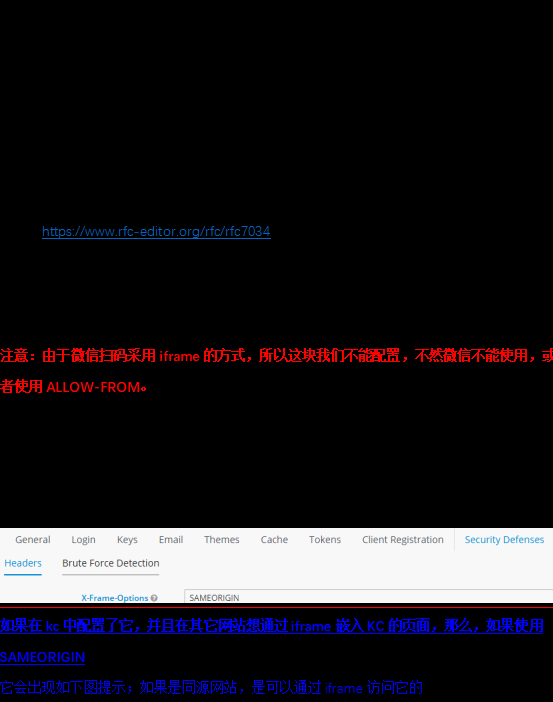 https://www.rfc-editor.org/rfc/rfc7034
注意：由于微信扫码采用 iframe 的方式，所以这块我们不能配置，不然微信不能使用，或
者使用 ALLOW-FROM。
General Login Keys Email Themes Cache Tokens Client Registration Security Defenses
Headers Brute Force Detection
X-Frame-Options SAMEORIGIN
如果在 kc 中配置了它，并且在其它网站想通过 iframe 嵌入 KC 的页面，那么，如果使用
SAMEORIGIN
它会出现如下图提示；如果是同源网站，是可以通过 iframe 访问它的